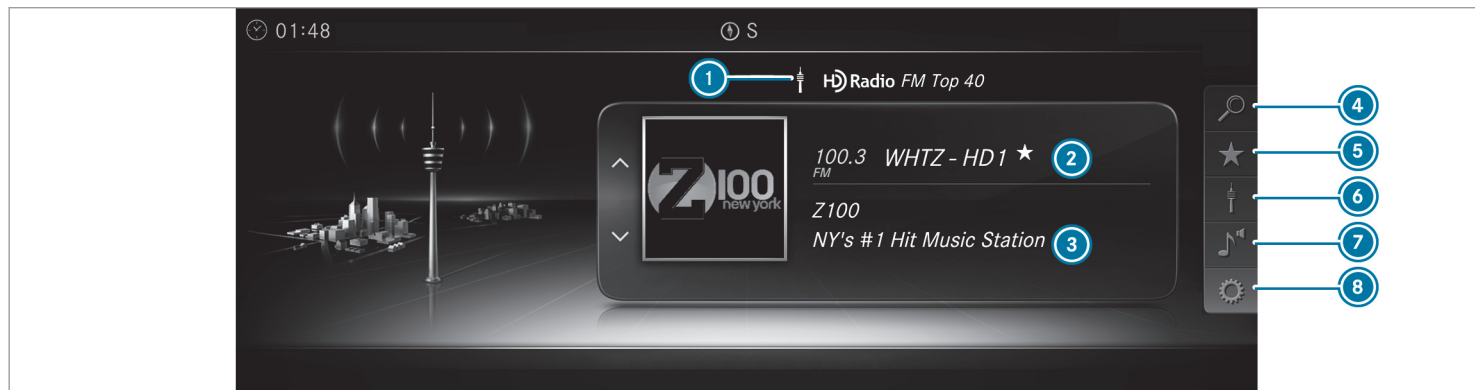 01:48
S
1
HD Radio FM Top 40
4
Z100
new york
100.3 WHTZ - HD1 ★
FM
2
5
Z100
6
NY's #1 Hit Music Station
3
7
8